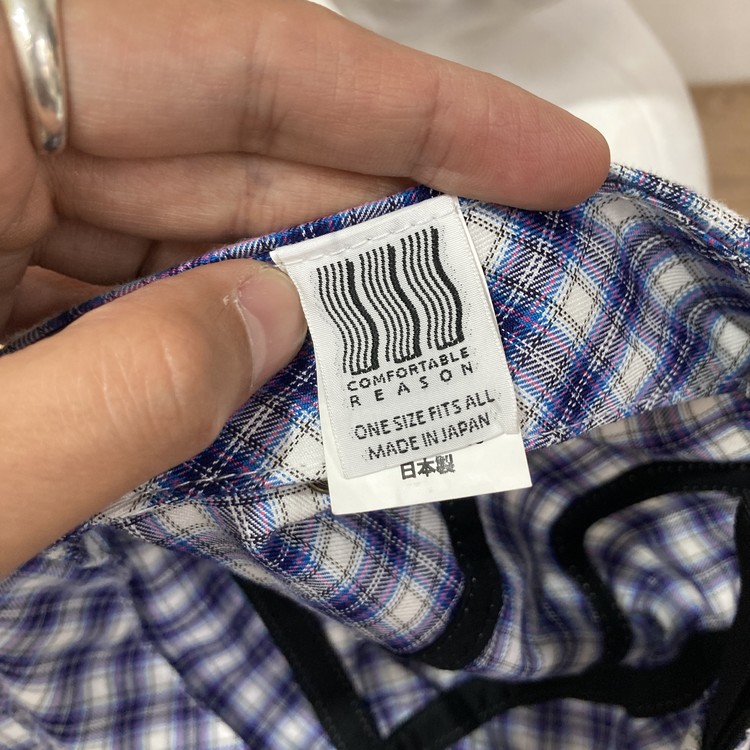 COMFORTABLE
REASON
ONE SIZE FITS ALL
MADE IN JAPAN
日本製